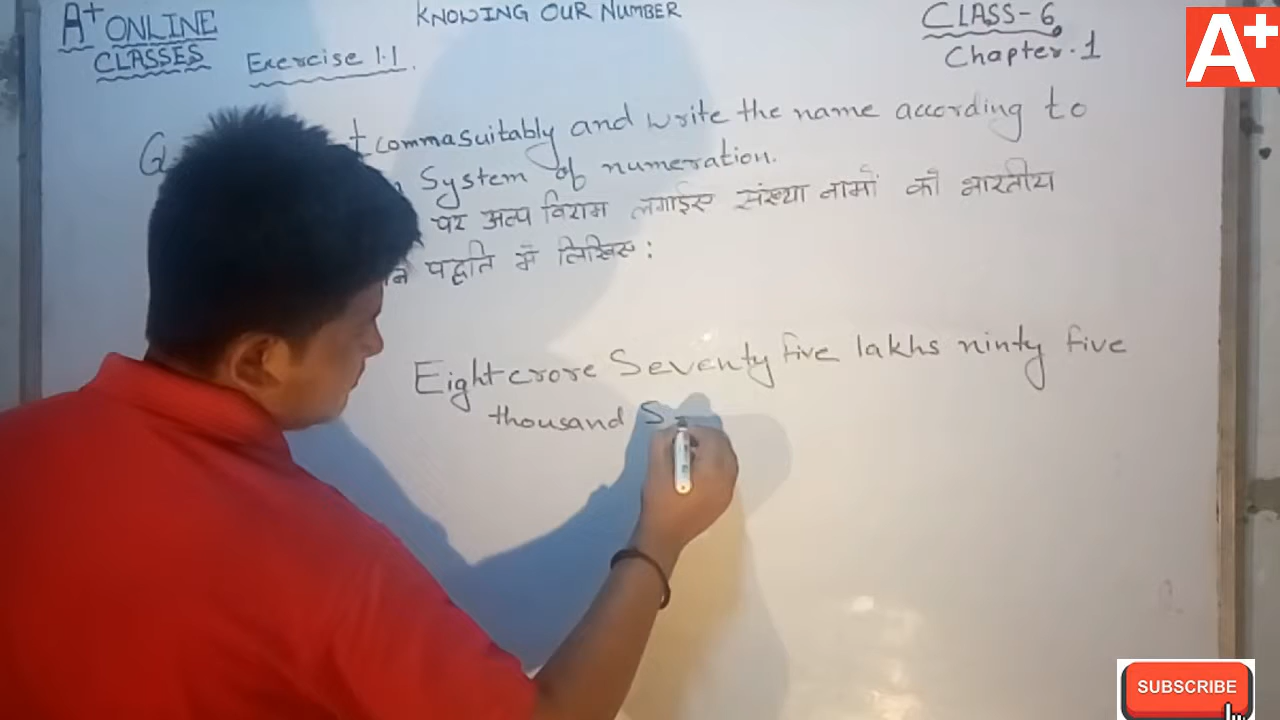 A+ ONLINE CLASSES
KNOWING OUR NUMBER
CLASS-6
Chapter.1
Exercise 1.1.
A+
commasuitably and write the name according to
System of numeration.
पर अल्प विराम लगाईए संख्या नामों को भारतीय
पद्धति में लिखिए :
Eight crore Seventy five lakhs ninty five
thousand S
SUBSCRIBE